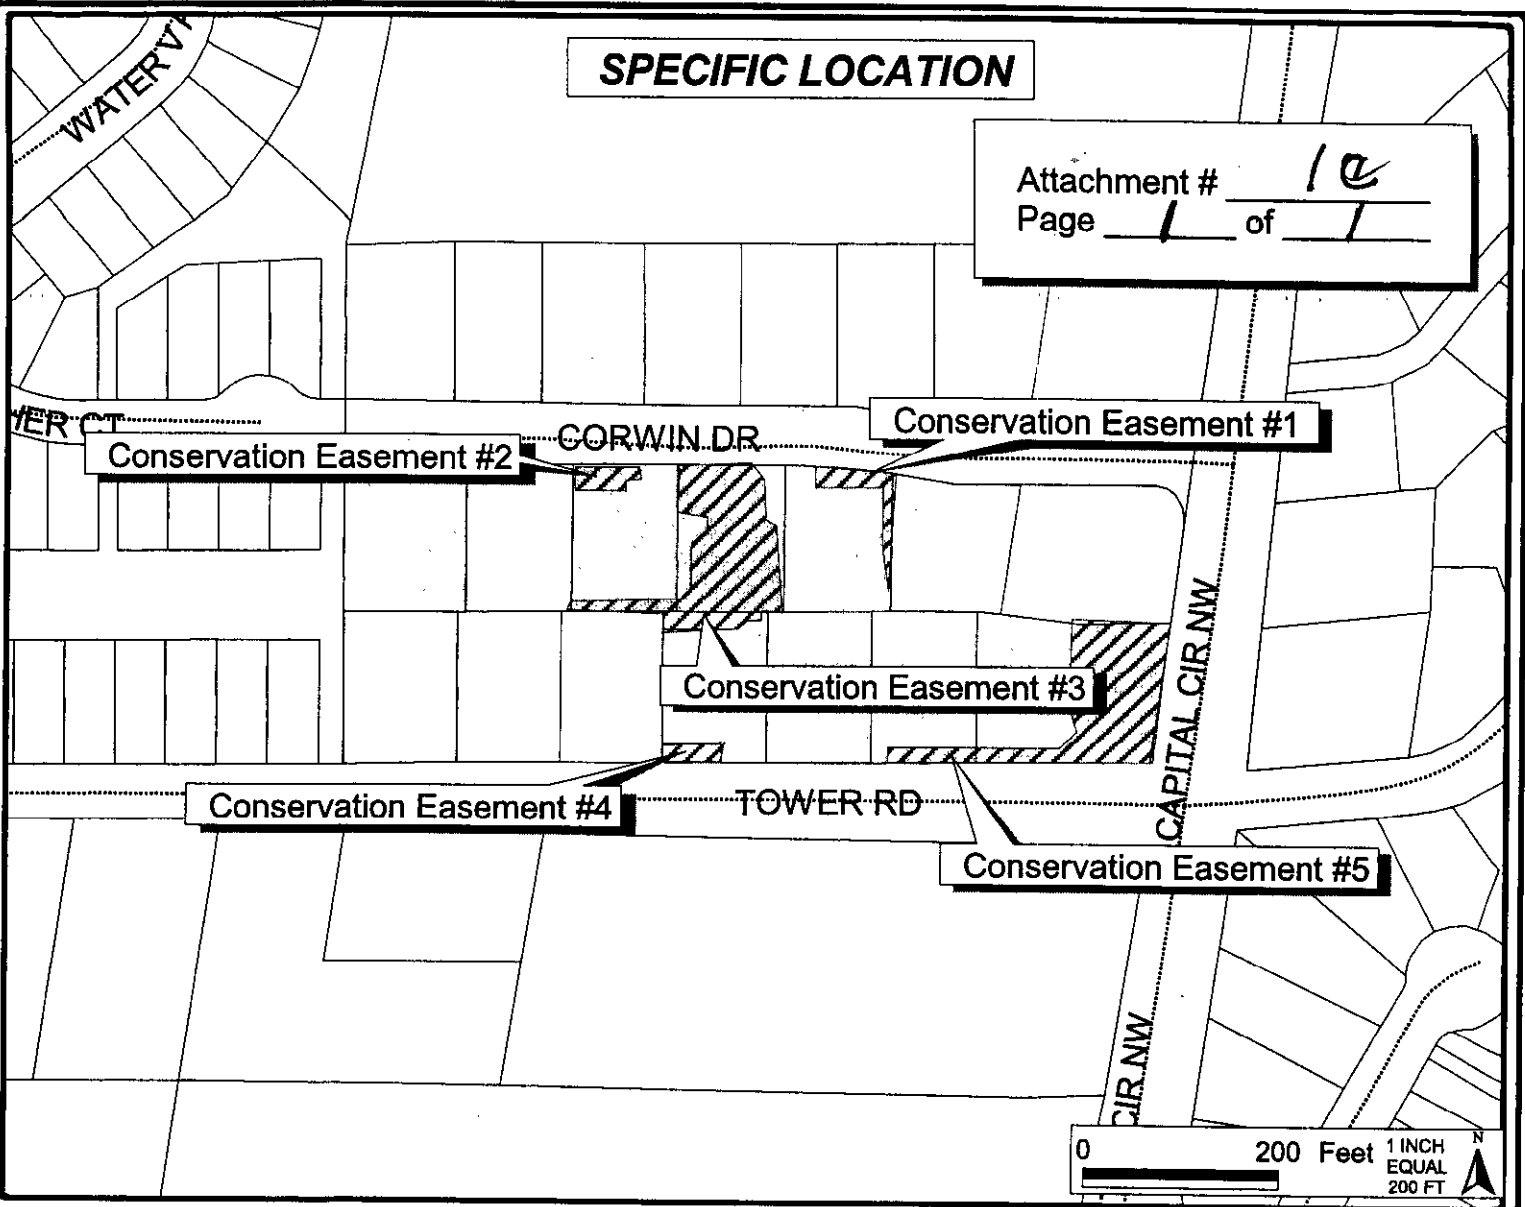 SPECIFIC LOCATION
Attachment # 1a
Page 1 of 1
CORWIN DR
Conservation Easement #1
Conservation Easement #2
Conservation Easement #3
CAPITAL CIR NW
Conservation Easement #4
TOWER RD
Conservation Easement #5
CIR NW
0 200 Feet
1 INCH
EQUAL
200 FT
N